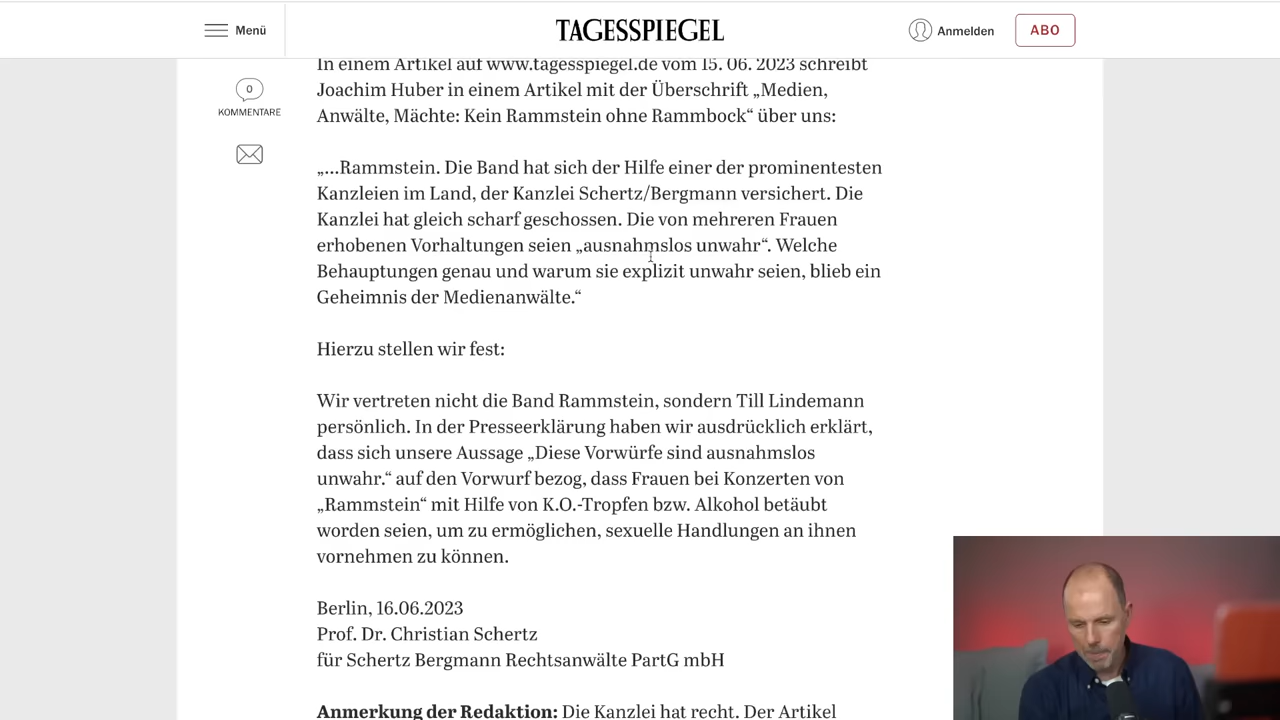 Menü
TAGESSPIEGEL
Anmelden
ABO
0
KOMMENTARE
In einem Artikel auf www.tagesspiegel.de vom 15. 06. 2023 schreibt
Joachim Huber in einem Artikel mit der Überschrift „Medien,
Anwälte, Mächte: Kein Rammstein ohne Rammbock“ über uns:
„...Rammstein. Die Band hat sich der Hilfe einer der prominentesten
Kanzleien im Land, der Kanzlei Schertz/Bergmann versichert. Die
Kanzlei hat gleich scharf geschossen. Die von mehreren Frauen
erhobenen Vorhaltungen seien „ausnahmslos unwahr“. Welche
Behauptungen genau und warum sie explizit unwahr seien, blieb ein
Geheimnis der Medienanwälte.“
Hierzu stellen wir fest:
Wir vertreten nicht die Band Rammstein, sondern Till Lindemann
persönlich. In der Presseerklärung haben wir ausdrücklich erklärt,
dass sich unsere Aussage „Diese Vorwürfe sind ausnahmslos
unwahr.“ auf den Vorwurf bezog, dass Frauen bei Konzerten von
„Rammstein“ mit Hilfe von K.O.-Tropfen bzw. Alkohol betäubt
worden seien, um zu ermöglichen, sexuelle Handlungen an ihnen
vornehmen zu können.
Berlin, 16.06.2023
Prof. Dr. Christian Schertz
für Schertz Bergmann Rechtsanwälte PartG mbH
Anmerkung der Redaktion: Die Kanzlei hat recht. Der Artikel